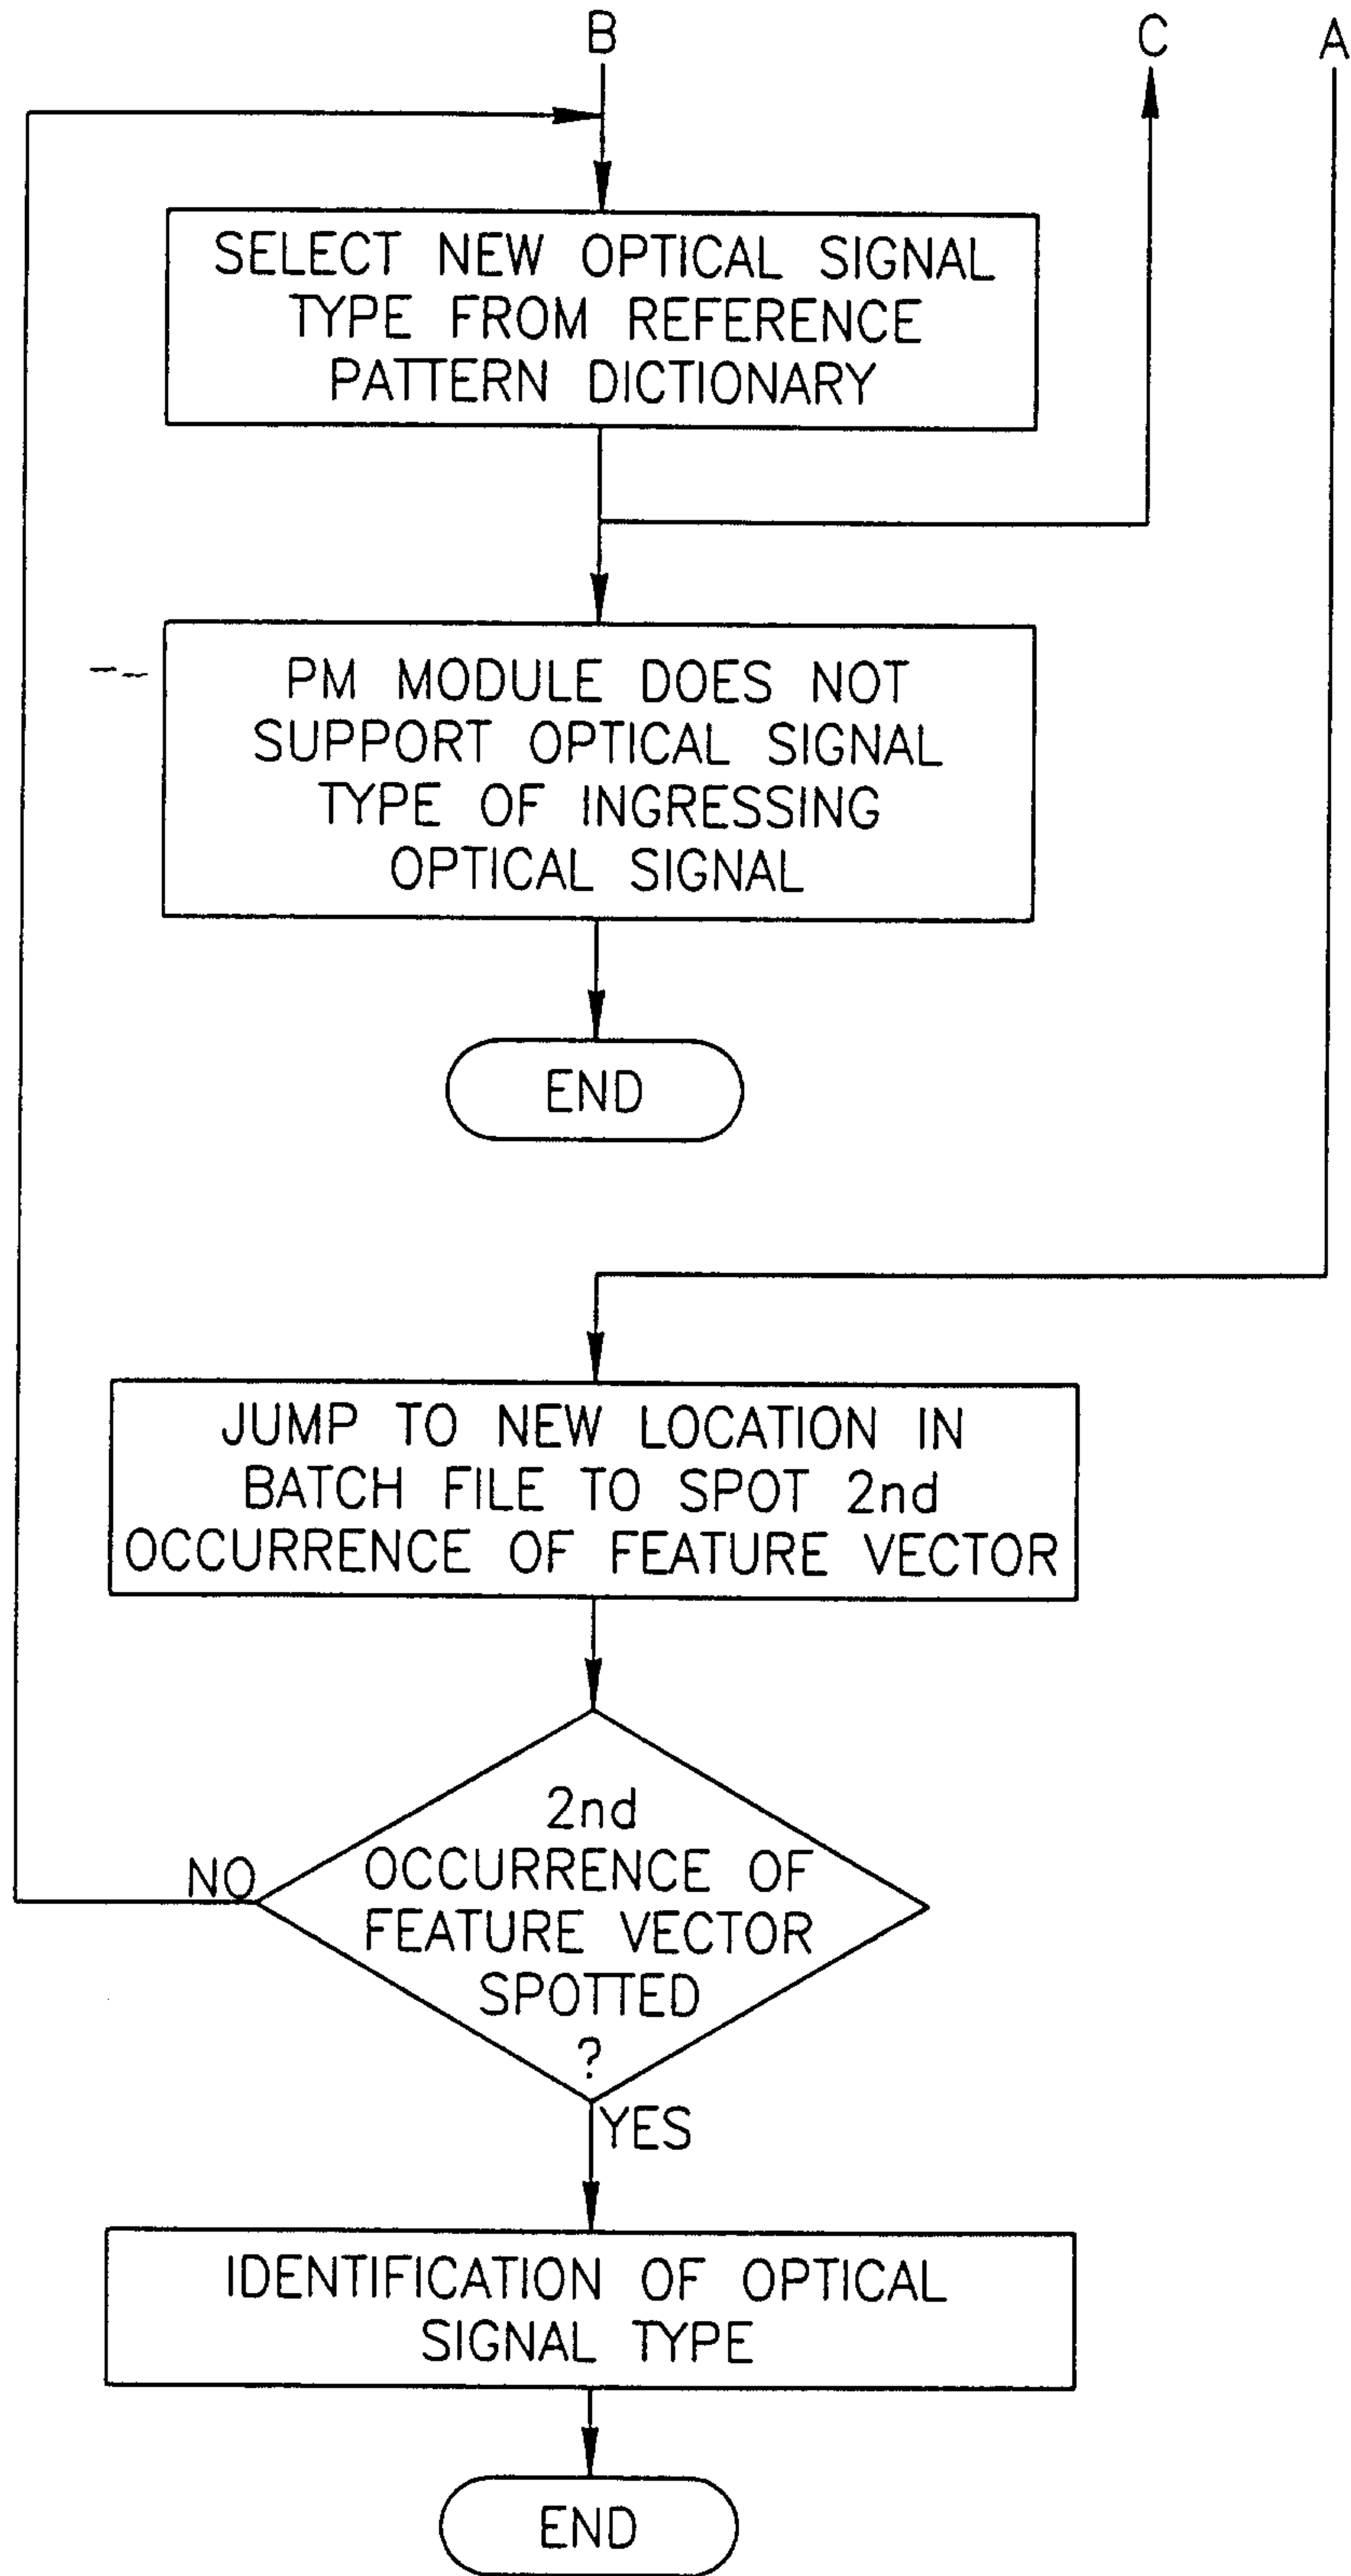 B
C
A
SELECT NEW OPTICAL SIGNAL
TYPE FROM REFERENCE
PATTERN DICTIONARY
PM MODULE DOES NOT
SUPPORT OPTICAL SIGNAL
TYPE OF INGRESSING
OPTICAL SIGNAL
END
JUMP TO NEW LOCATION IN
BATCH FILE TO SPOT 2nd
OCCURRENCE OF FEATURE VECTOR
2nd
OCCURRENCE OF
FEATURE VECTOR
SPOTTED
?
NO
YES
IDENTIFICATION OF OPTICAL
SIGNAL TYPE
END